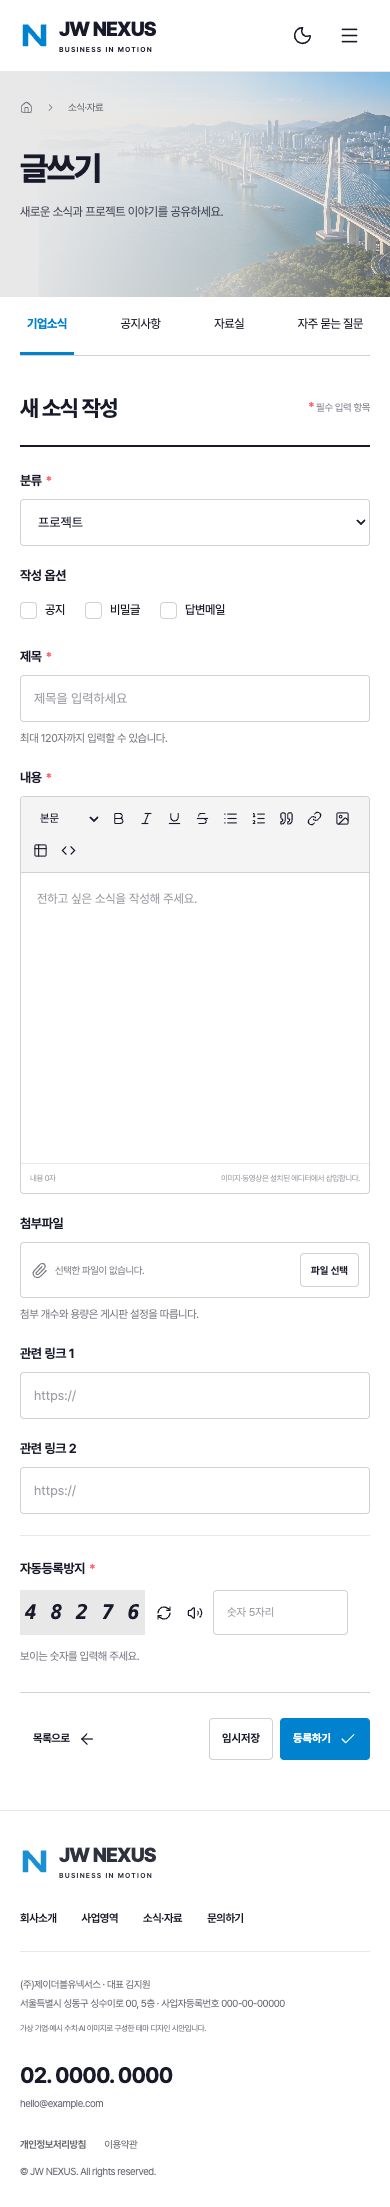 JW NEXUS
BUSINESS IN MOTION
소식·자료
글쓰기
새로운 소식과 프로젝트 이야기를 공유하세요.
기업소식 공지사항 자료실 자주 묻는 질문
새 소식 작성
* 필수 입력 항목
분류 *
프로젝트
작성 옵션
공지 비밀글 답변메일
제목 *
제목을 입력하세요
최대 120자까지 입력할 수 있습니다.
내용 *
본문
전하고 싶은 소식을 작성해 주세요.
내용 0자
이미지·동영상은 설치된 에디터에서 삽입합니다.
첨부파일
선택한 파일이 없습니다.
파일 선택
첨부 개수와 용량은 게시판 설정을 따릅니다.
관련 링크 1
https://
관련 링크 2
https://
자동등록방지 *
4 8 2 7 6
숫자 5자리
보이는 숫자를 입력해 주세요.
목록으로
임시저장
등록하기
JW NEXUS
BUSINESS IN MOTION
회사소개 사업영역 소식·자료 문의하기
(주)제이더블유넥서스 · 대표 김지원
서울특별시 성동구 성수이로 00, 5층 · 사업자등록번호 000-00-00000
가상 기업·예시 수치·AI 이미지로 구성한 테마 디자인 시안입니다.
02. 0000. 0000
hello@example.com
개인정보처리방침 이용약관
© JW NEXUS. All rights reserved.